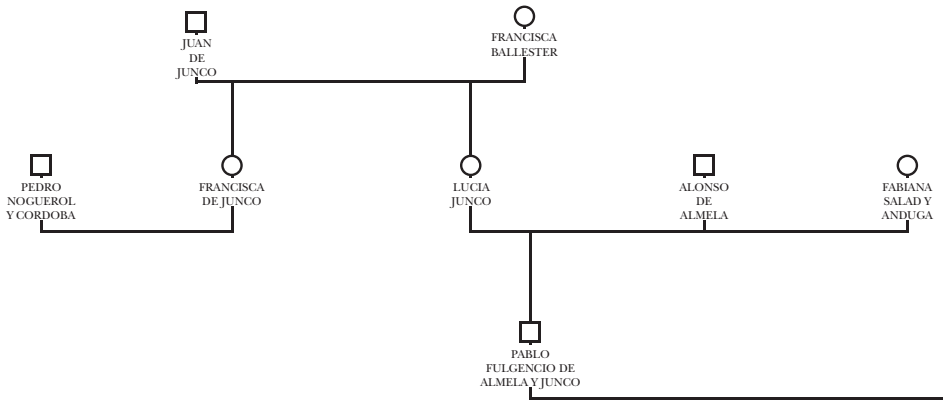 JUAN
DE
JUNCO
FRANCISCA
BALLESTER
PEDRO
NOGUEROL
Y CORDOBA
FRANCISCA
DE JUNCO
LUCIA
JUNCO
ALONSO
DE
ALMELA
FABIANA
SALAD Y
ANDUGA
PABLO
FULGENCIO DE
ALMELA Y JUNCO